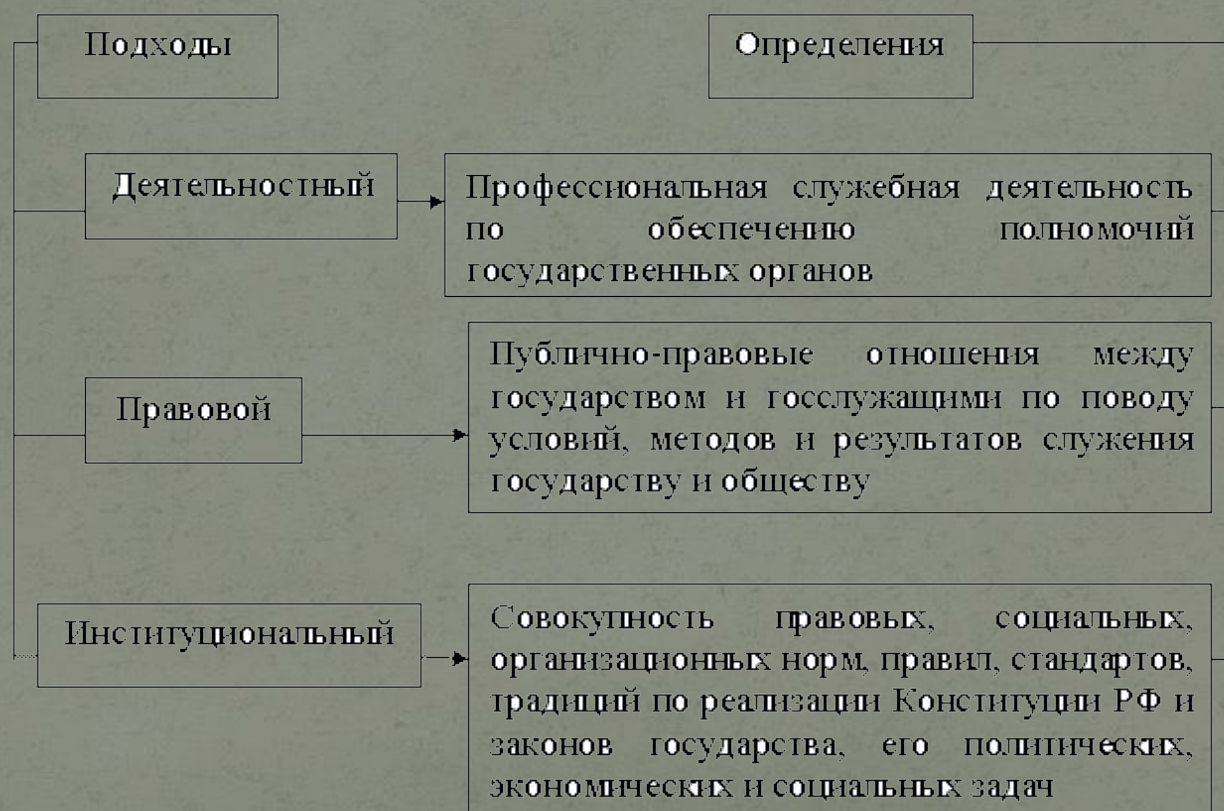 Подходы
Определения
Деятельностный
Профессиональная служебная деятельность
по обеспечению полномочий
государственных органов
Правовой
Публично-правовые отношения между
государством и госслужащими по поводу
условий, методов и результатов служения
государству и обществу
Институциональный
Совокупность правовых, социальных,
организационных норм, правил, стандартов,
традиций по реализации Конституции РФ и
законов государства, его политических,
экономических и социальных задач